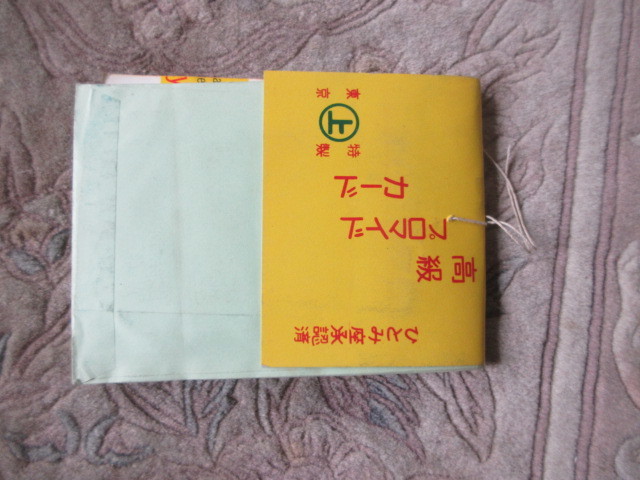 ひとみ座承認済
高級
プロマイド
カード
特製
上
東京